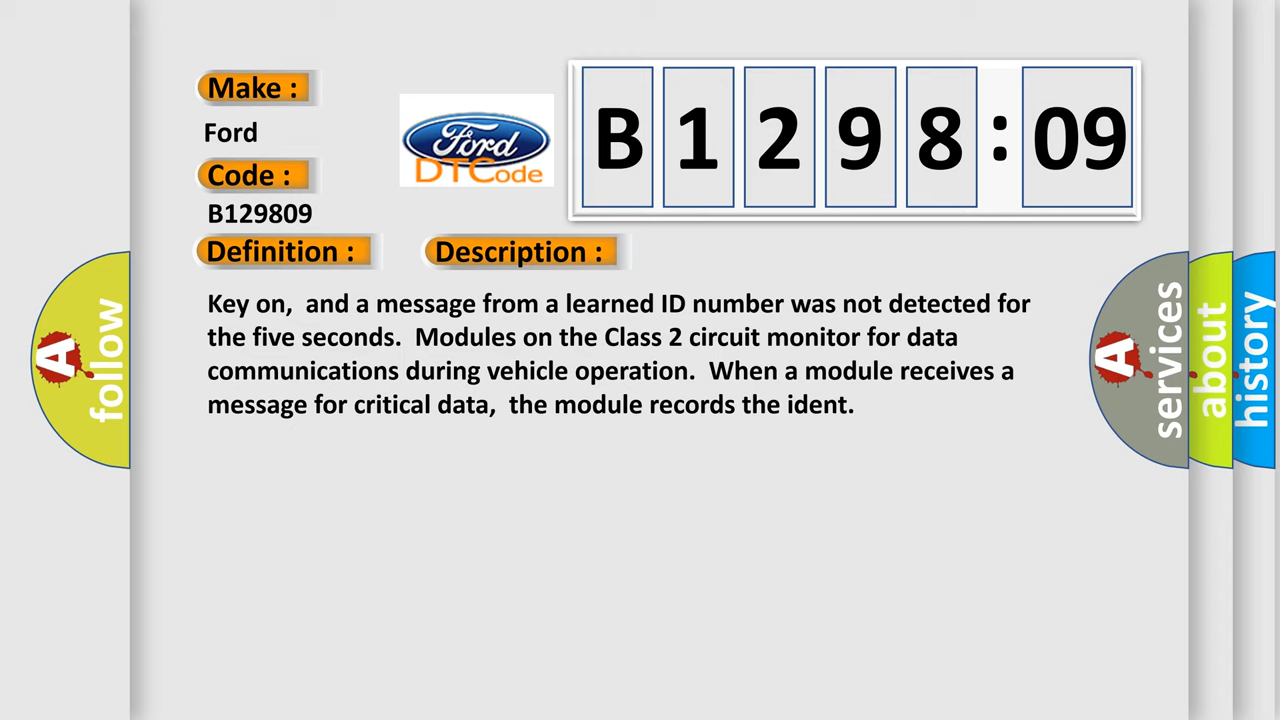 Make :
Ford
Code :
B129809
Ford
DTCode
B 1 2 9 8 : 09
Definition :
Description :
Key on,  and a message from a learned ID number was not detected for
the five seconds  Modules on the Class 2 circuit monitor for data
communications during vehicle operation  When a module receives a
message for critical data,  the module records the ident.
A
follow
A
services
about
history